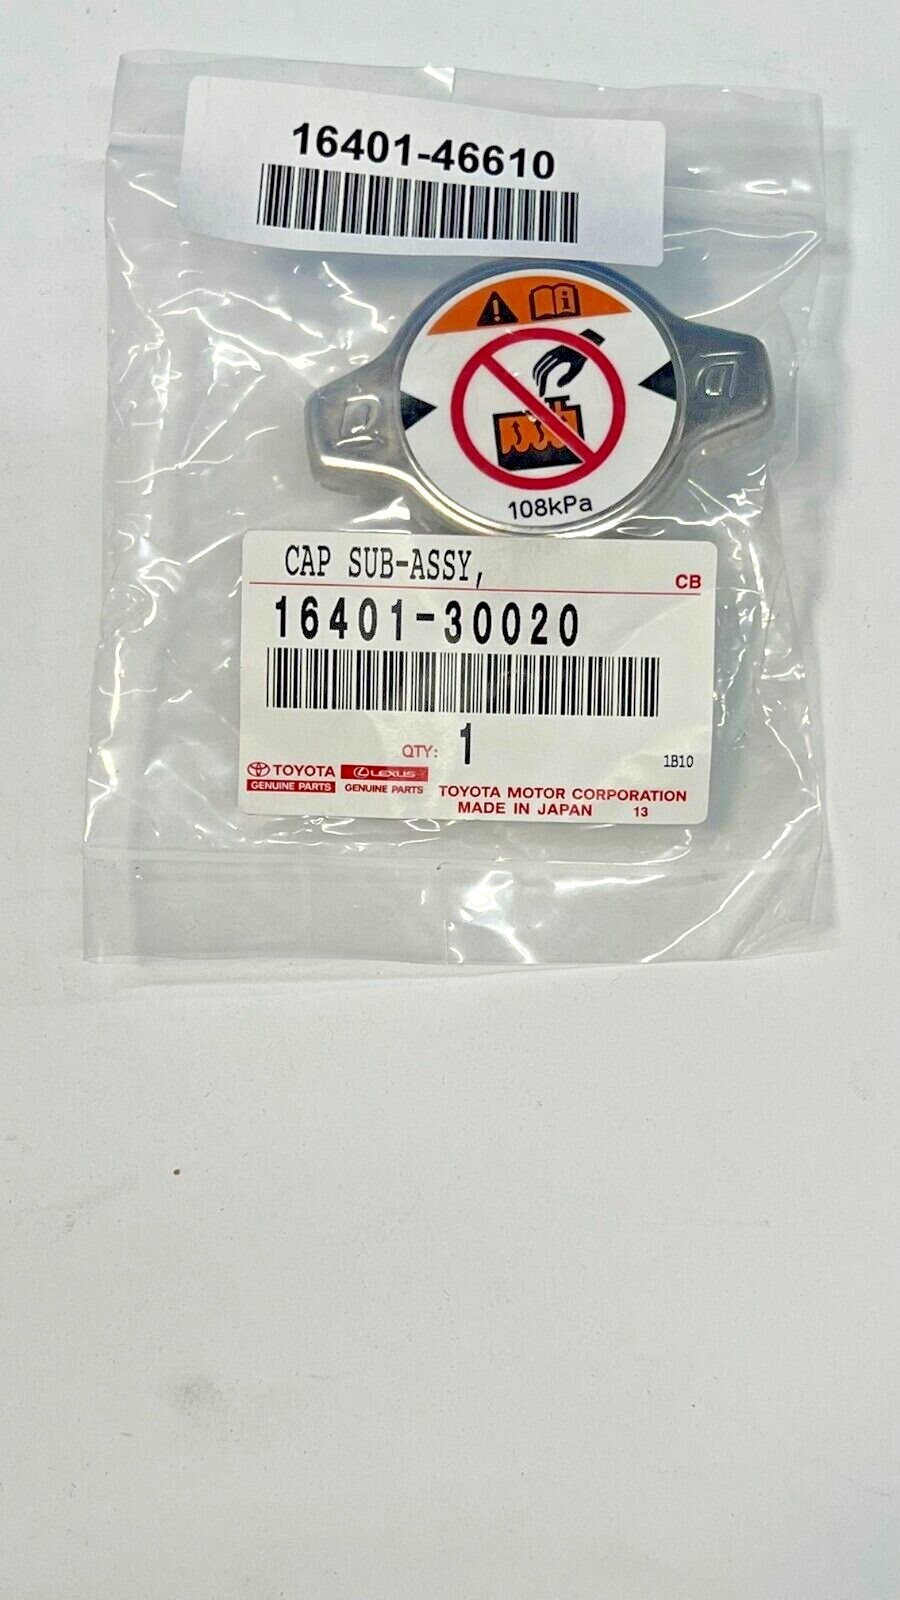 16401-46610
108kPa
CAP SUB-ASSY,
CB
16401-30020
QTY: 1
1B10
TOYOTA
GENUINE PARTS
LEXUS
GENUINE PARTS
TOYOTA MOTOR CORPORATION
MADE IN JAPAN 13